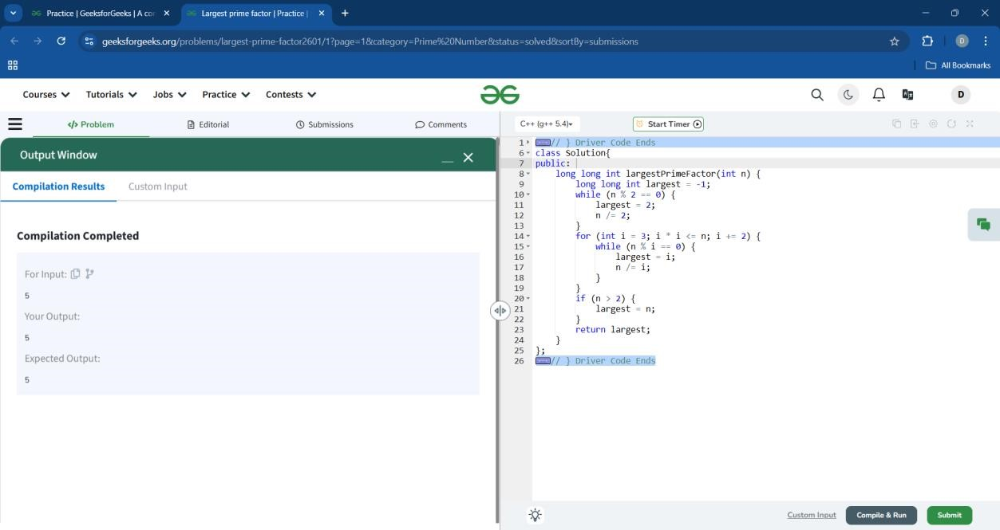 Practice | GeeksforGeeks | A cor
Largest prime factor | Practice |
geeksforgeeks.org/problems/largest-prime-factor2601/1?page=1&category=Prime%20Number&status=solved&sortBy=submissions
D
All Bookmarks
Courses Tutorials Jobs Practice Contests
D
Problem Editorial Submissions Comments
C++ (g++ 5.4)
Start Timer
Output Window
Compilation Results Custom Input
Compilation Completed
For Input:
5
Your Output:
5
Expected Output:
5
1 // } Driver Code Ends
6 class Solution{
7 public:
8 long long int largestPrimeFactor(int n) {
9 long long int largest = -1;
10 while (n % 2 == 0) {
11 largest = 2;
12 n /= 2;
13 }
14 for (int i = 3; i * i <= n; i += 2) {
15 while (n % i == 0) {
16 largest = i;
17 n /= i;
18 }
19 }
20 if (n > 2) {
21 largest = n;
22 }
23 return largest;
24 }
25 };
26 // } Driver Code Ends
Custom Input Compile & Run Submit